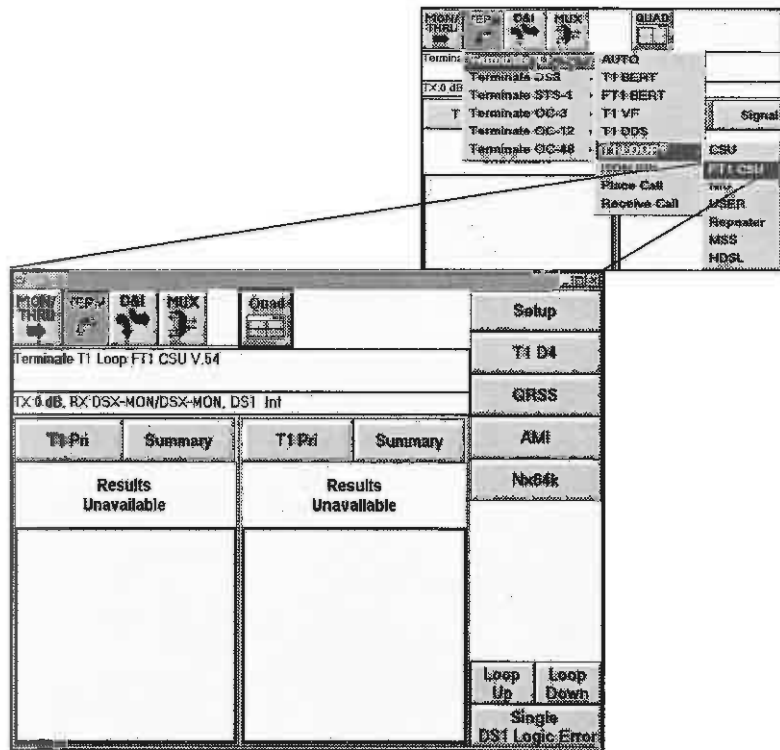 MON/
THRU
TERM
D&I
MUX
QUAD
TX:0 dB
Terminate DS3
Terminate STS-1
Terminate OC-3
Terminate OC-12
Terminate OC-48
AUTO
T1 BERT
FT1 BERT
T1 VF
T1 DDS
T1 LOOP
Place Call
Receive Call
Signal
CSU
USER
Repeater
MSS
HDSL
MON/
THRU
TERM
D&I
MUX
Quad
Terminate T1 Loop FT1 CSU V.54
TX:0 dB, RX:DSX-MON/DSX-MON, DS1 Int
T1 Pri
Summary
T1 Pri
Summary
Results
Unavailable
Results
Unavailable
Setup
T1 D4
QRSS
AMI
Nx64k
Loop
Up
Loop
Down
Single
DS1 Logic Error